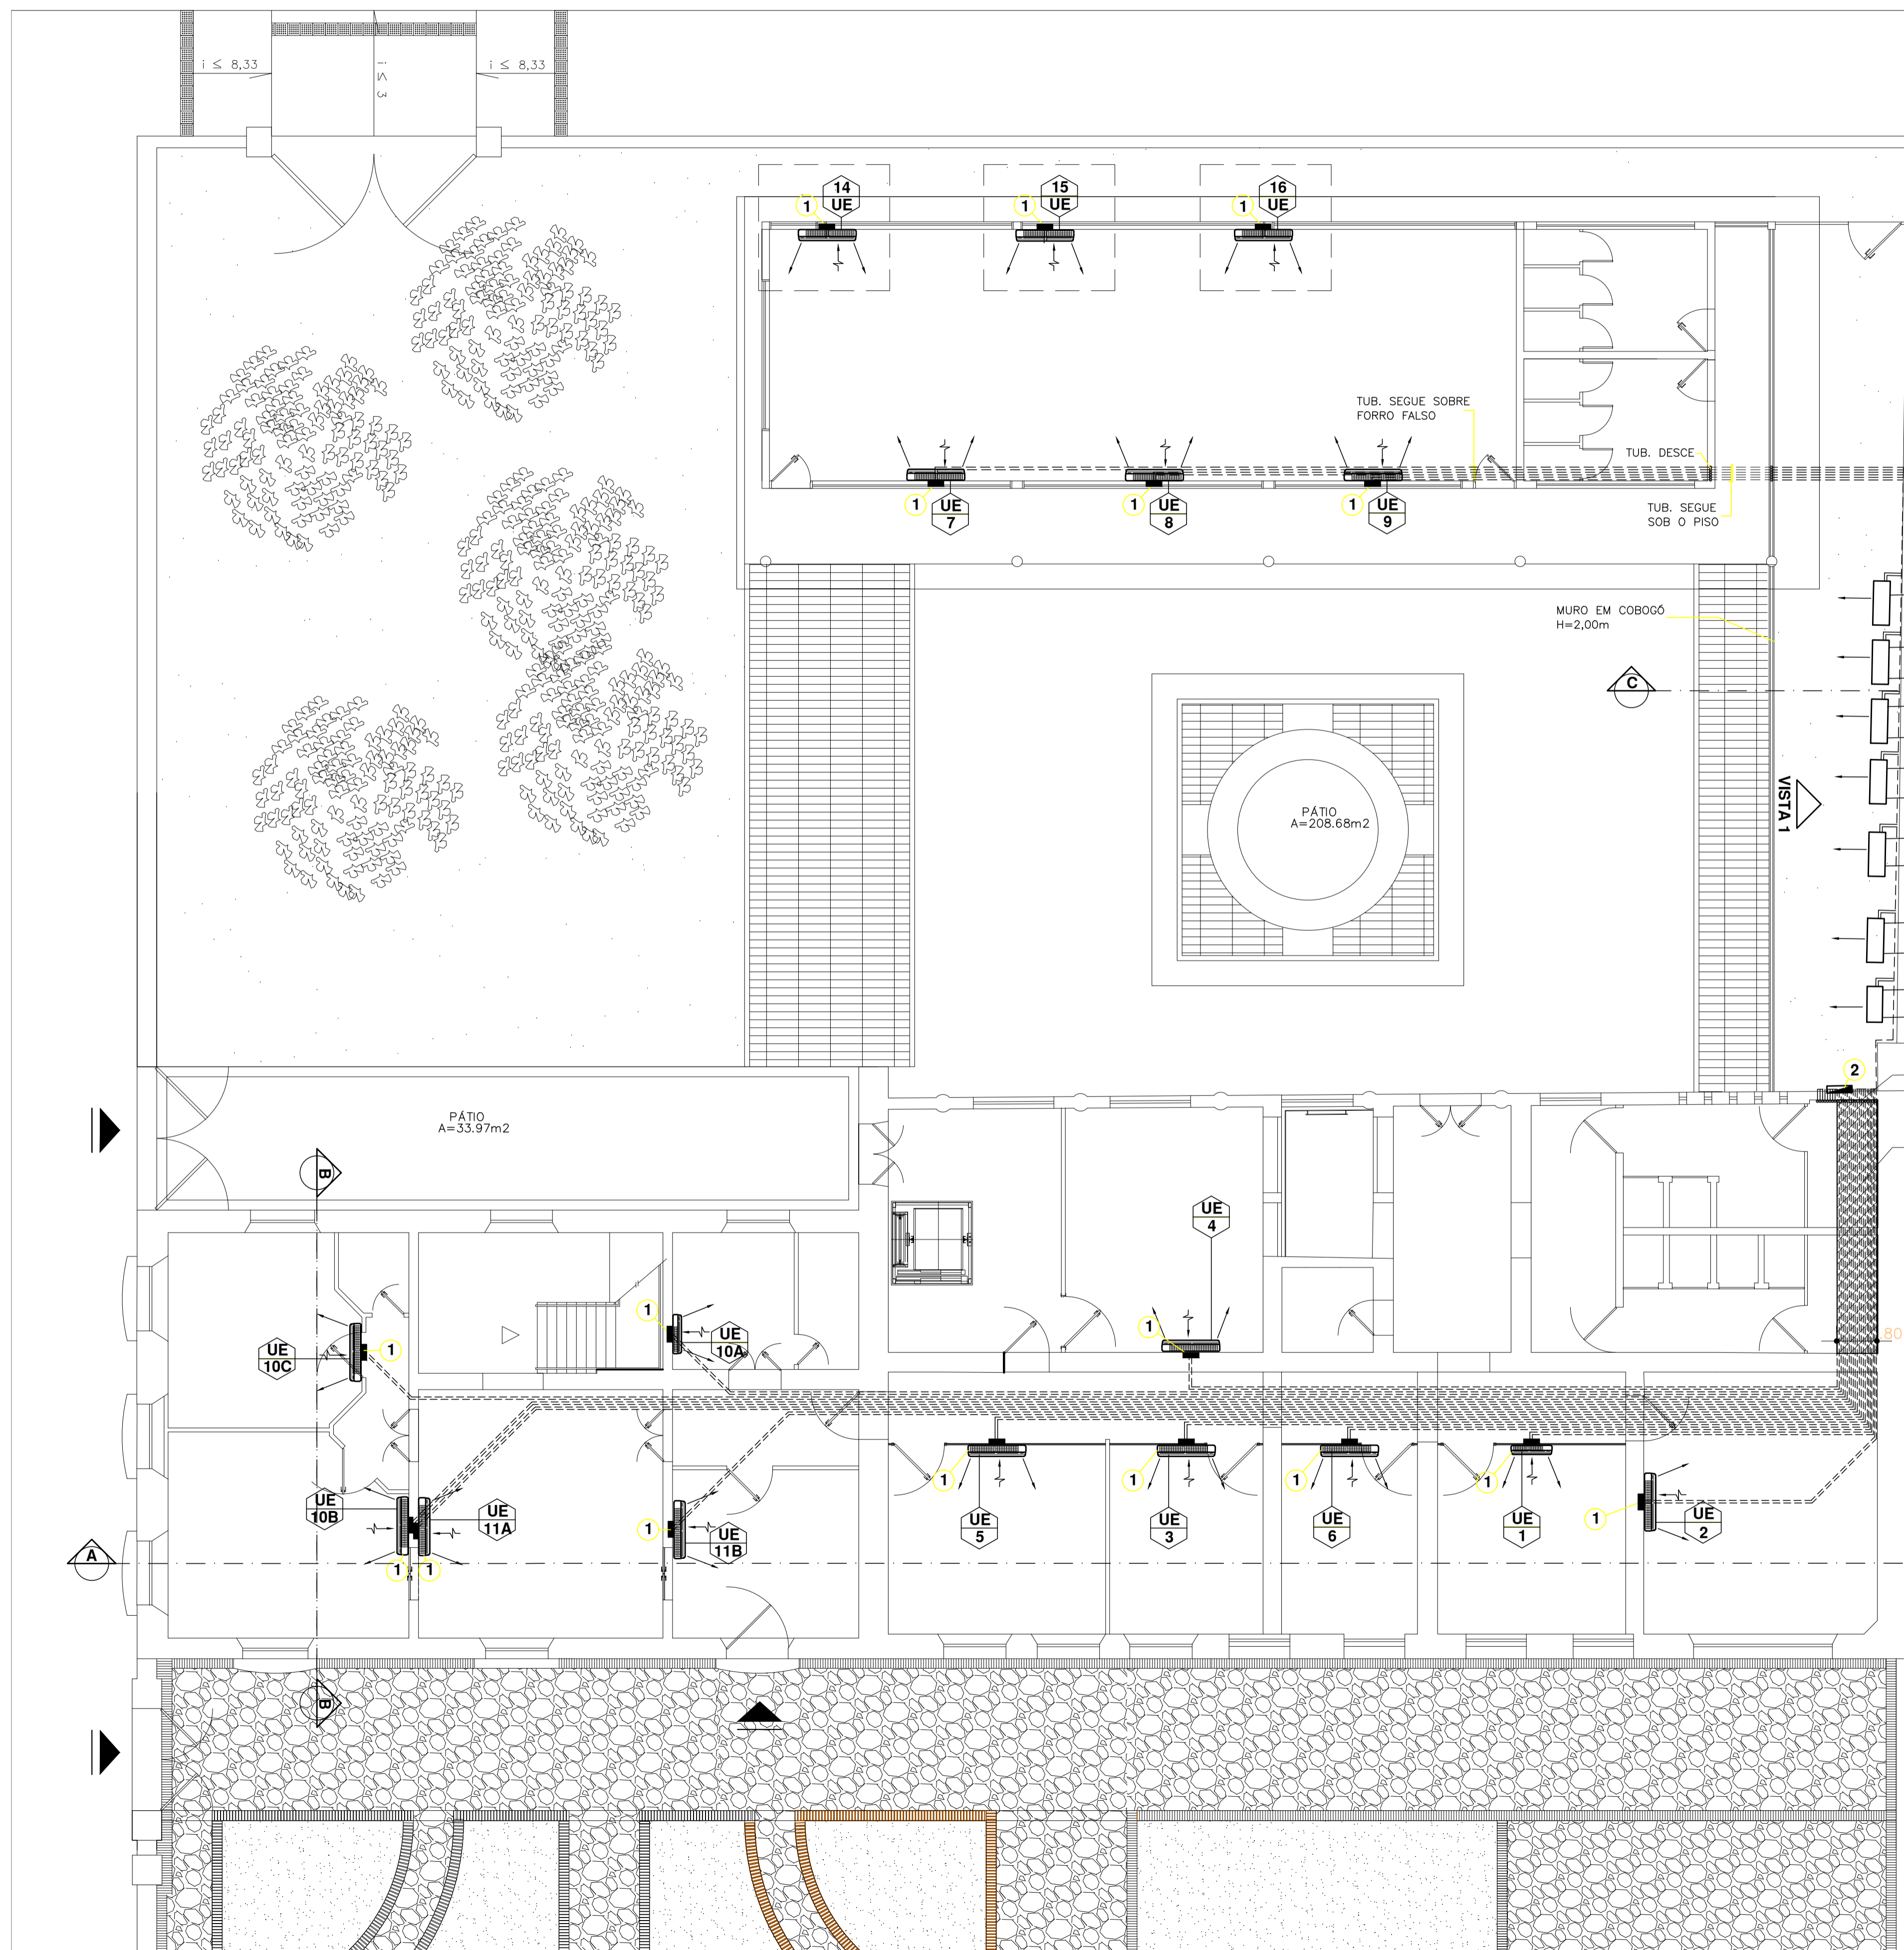 i ≤ 8,33
i ≤ 3
i ≤ 8,33
14
UE
1
15
UE
1
16
UE
1
TUB. SEGUE SOBRE
FORRO FALSO
TUB. DESCE
TUB. SEGUE
SOB O PISO
1
UE
7
1
UE
8
1
UE
9
MURO EM COBOGÓ
H=2,00m
C
VISTA 1
PÁTIO
A=208.68m2
2
PÁTIO
A=33.97m2
B
UE
4
1
1
UE
10A
UE
10C
1
.80
UE
10B
UE
11A
1
1
1
UE
11B
1
UE
5
1
UE
3
1
UE
6
1
UE
1
1
UE
2
A
B